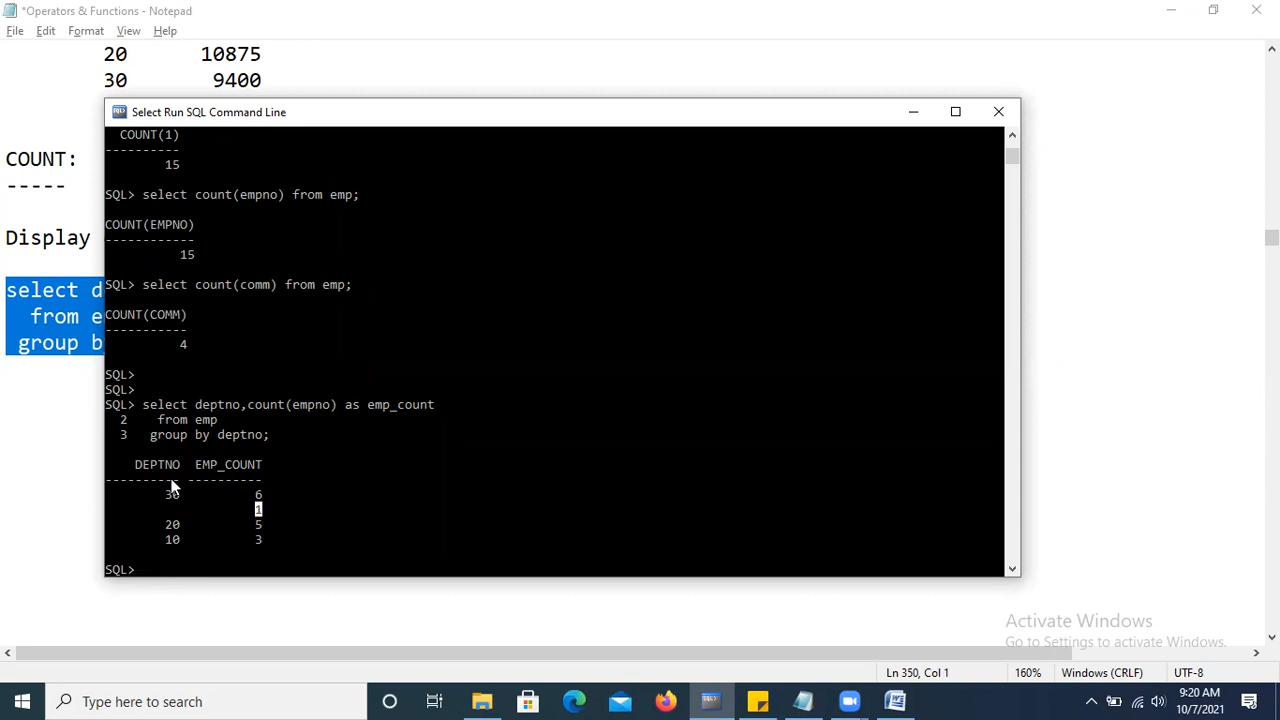 *Operators & Functions - Notepad
File Edit Format View Help
20 10875
30 9400
COUNT:
-----
Display
select d
from e
group b
Select Run SQL Command Line
COUNT(1)
----------
15
SQL> select count(empno) from emp;
COUNT(EMPNO)
------------
15
SQL> select count(comm) from emp;
COUNT(COMM)
-----------
4
SQL>
SQL>
SQL> select deptno,count(empno) as emp_count
2 from emp
3 group by deptno;
DEPTNO EMP_COUNT
---------- ----------
30 6
1
20 5
10 3
SQL>
Activate Windows
Go to Settings to activate Windows.
Ln 350, Col 1 160% Windows (CRLF) UTF-8
Type here to search
9:20 AM
10/7/2021